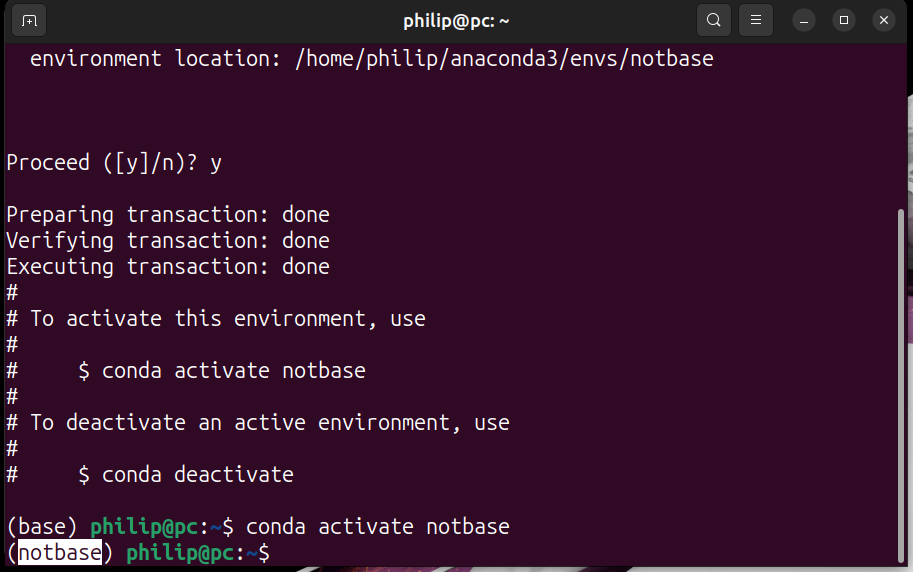 philip@pc: ~
environment location: /home/philip/anaconda3/envs/notbase
Proceed ([y]/n)? y
Preparing transaction: done
Verifying transaction: done
Executing transaction: done
#
# To activate this environment, use
#
#     $ conda activate notbase
#
# To deactivate an active environment, use
#
#     $ conda deactivate
(base) philip@pc:~$ conda activate notbase
(notbase) philip@pc:~$